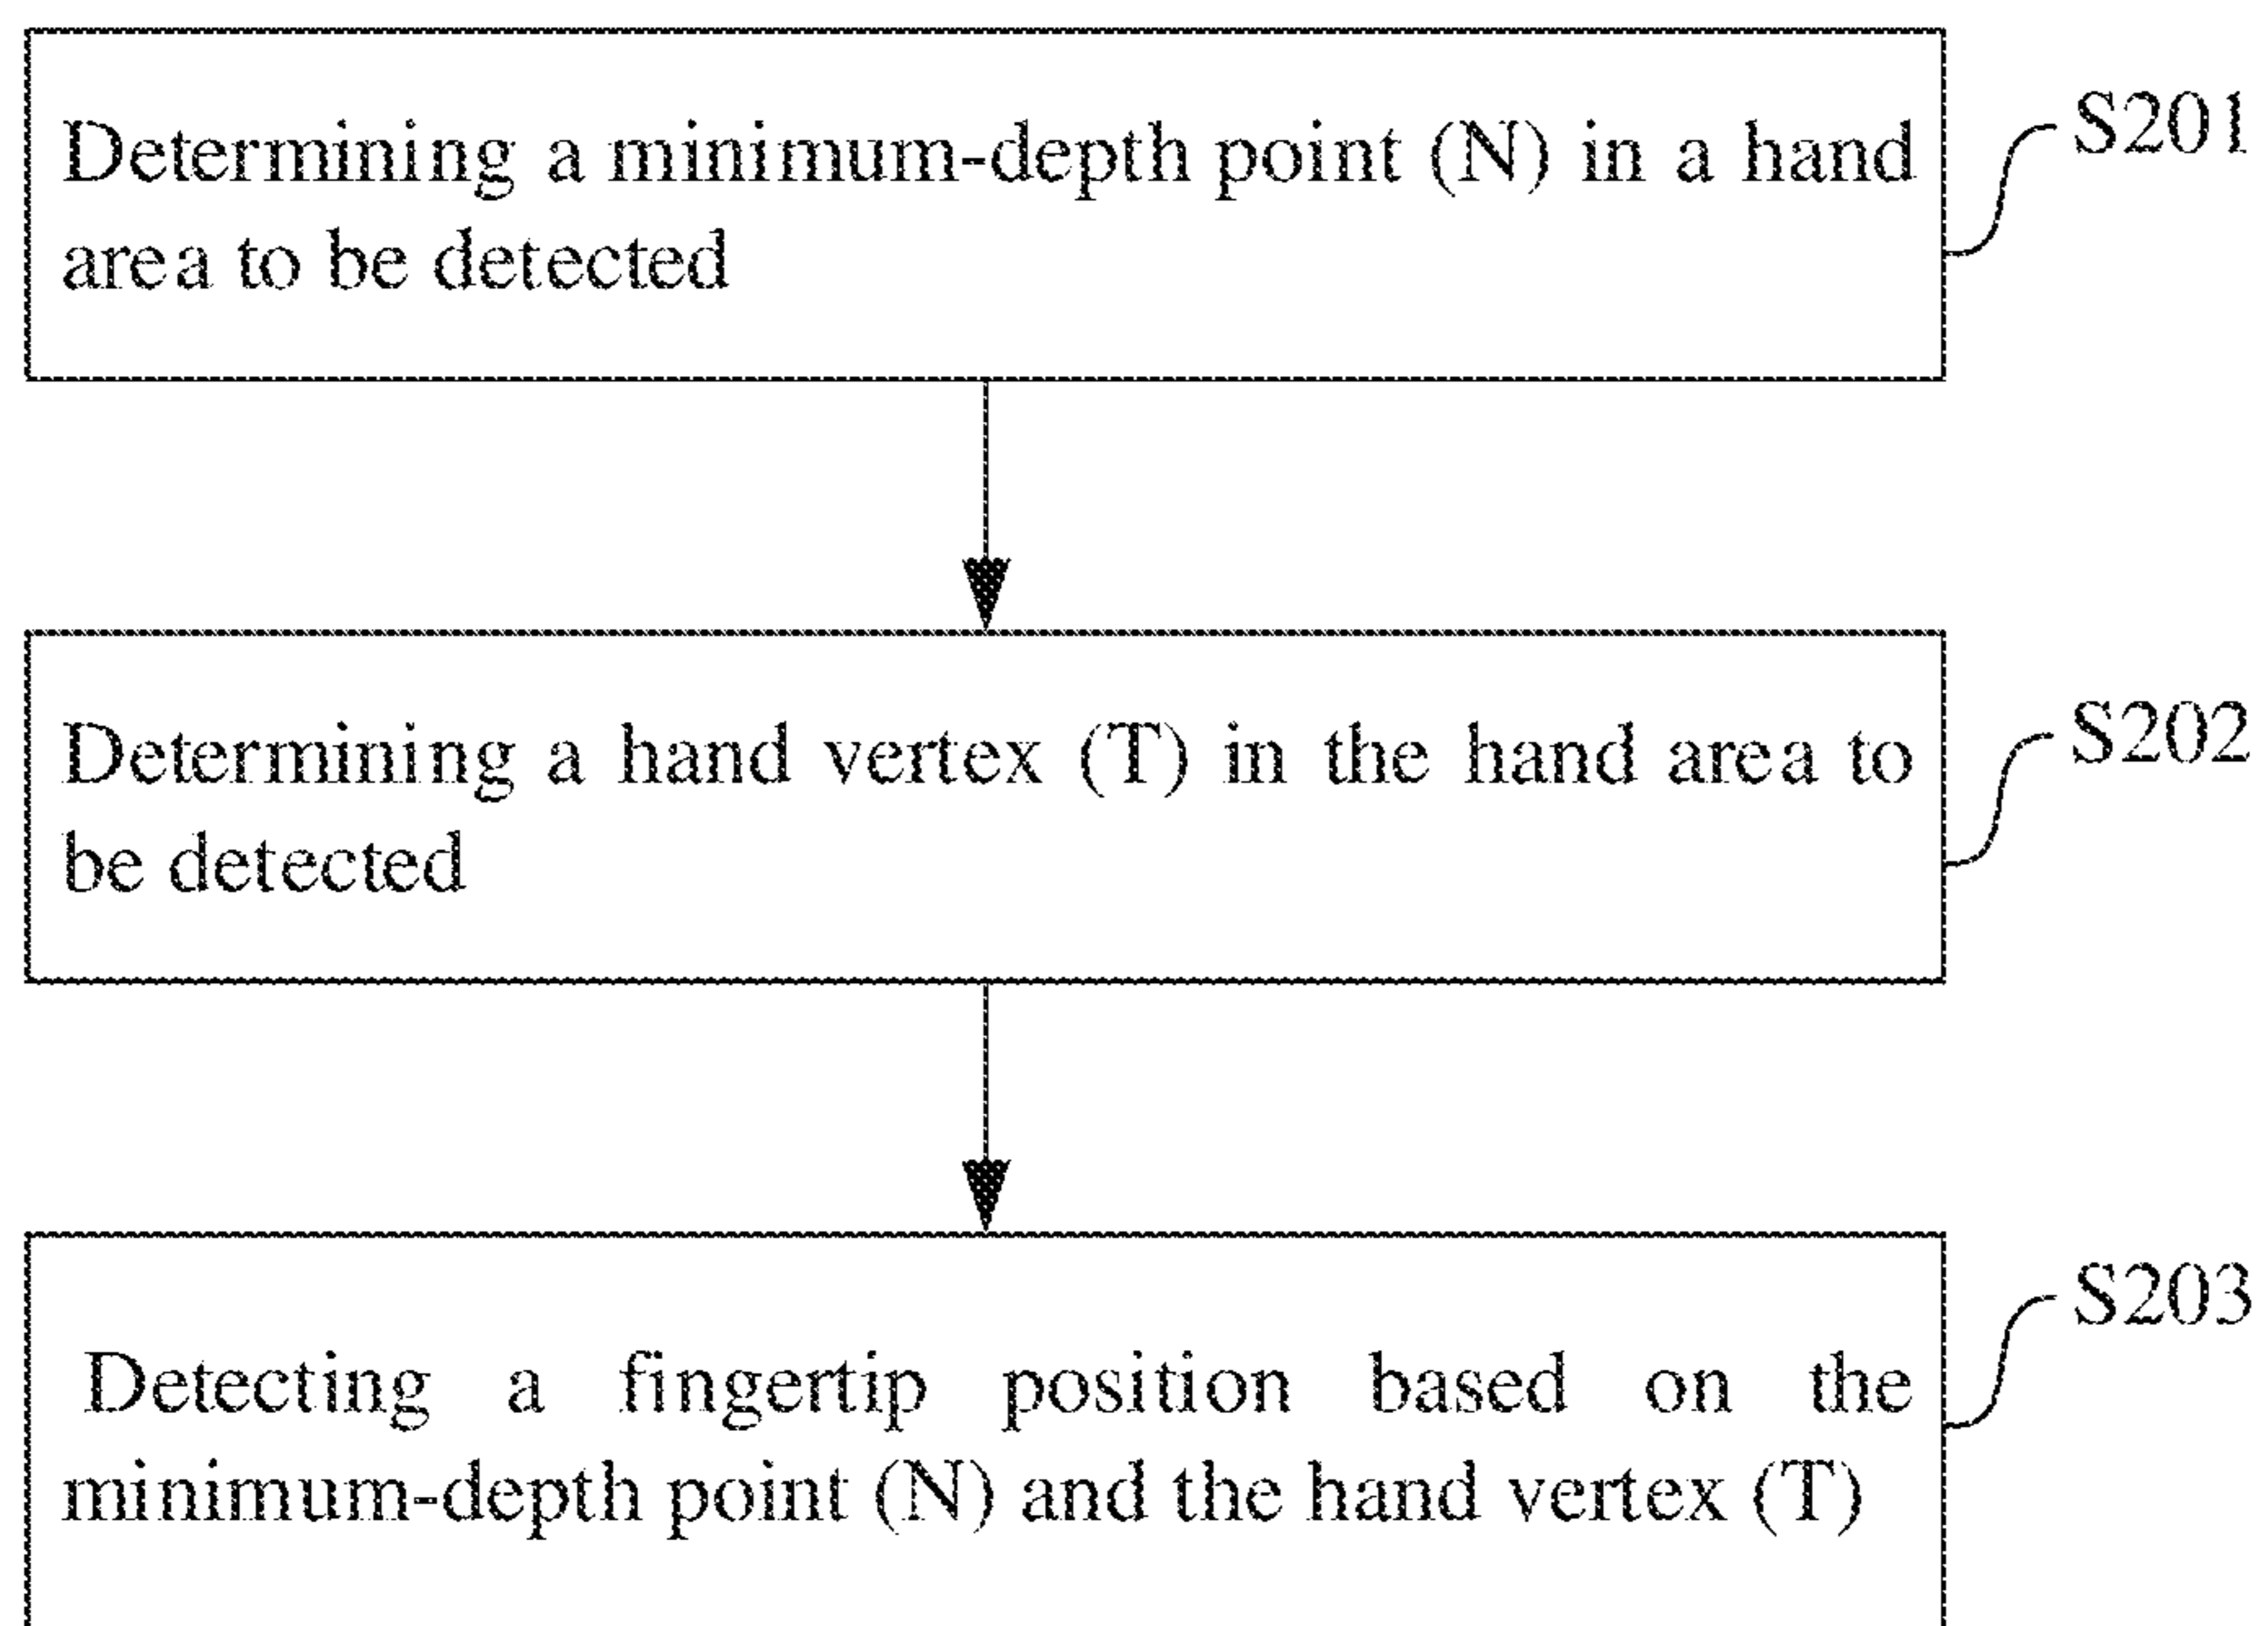 Determining a minimum-depth point (N) in a hand
area to be detected
S201
Determining a hand vertex (T) in the hand area to
be detected
S202
Detecting a fingertip position based on the
minimum-depth point (N) and the hand vertex (T)
S203